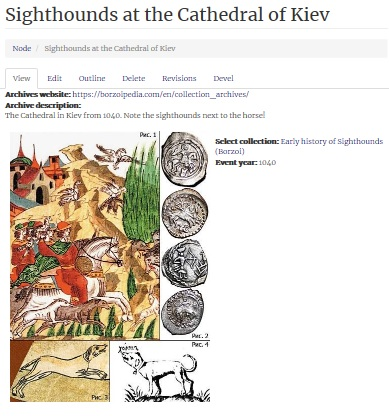 Sighthounds at the Cathedral of Kiev
Node / Sighthounds at the Cathedral of Kiev
View Edit Outline Delete Revisions Devel
Archives website: https://borzoipedia.com/en/collection_archives/
Archive description:
The Cathedral in Kiev from 1040. Note the sighthounds next to the horse!
Рис. 1
Select collection: Early history of Sighthounds
(Borzoi)
Event year: 1040
Рис. 2
Рис. 4
Рис. 3